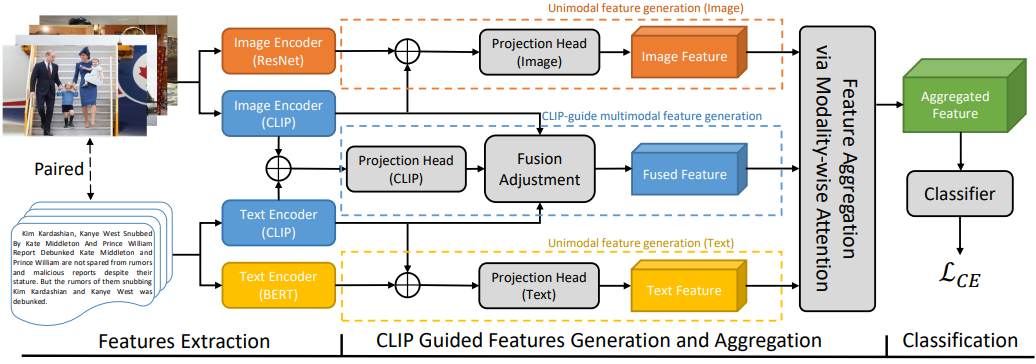 Unimodal feature generation (Image)
Image Encoder
(ResNet)
Projection Head
(Image)
Image Feature
Image Encoder
(CLIP)
CLIP-guide multimodal feature generation
Paired
Projection Head
(CLIP)
Fusion
Adjustment
Fused Feature
Feature Aggregation
via Modality-wise Attention
Aggregated
Feature
Classifier
Text Encoder
(CLIP)
Kim Kardashian, Kanye West Snubbed
By Kate Middleton And Prince William
Report Debunked Kate Middleton and
Prince William are not spared from rumors
and malicious reports despite their
stature. But the rumors of them snubbing
Kim Kardashian and Kanye West was
debunked.
Unimodal feature generation (Text)
Text Encoder
(BERT)
Projection Head
(Text)
Text Feature
ℒ_CE
Features Extraction
CLIP Guided Features Generation and Aggregation
Classification